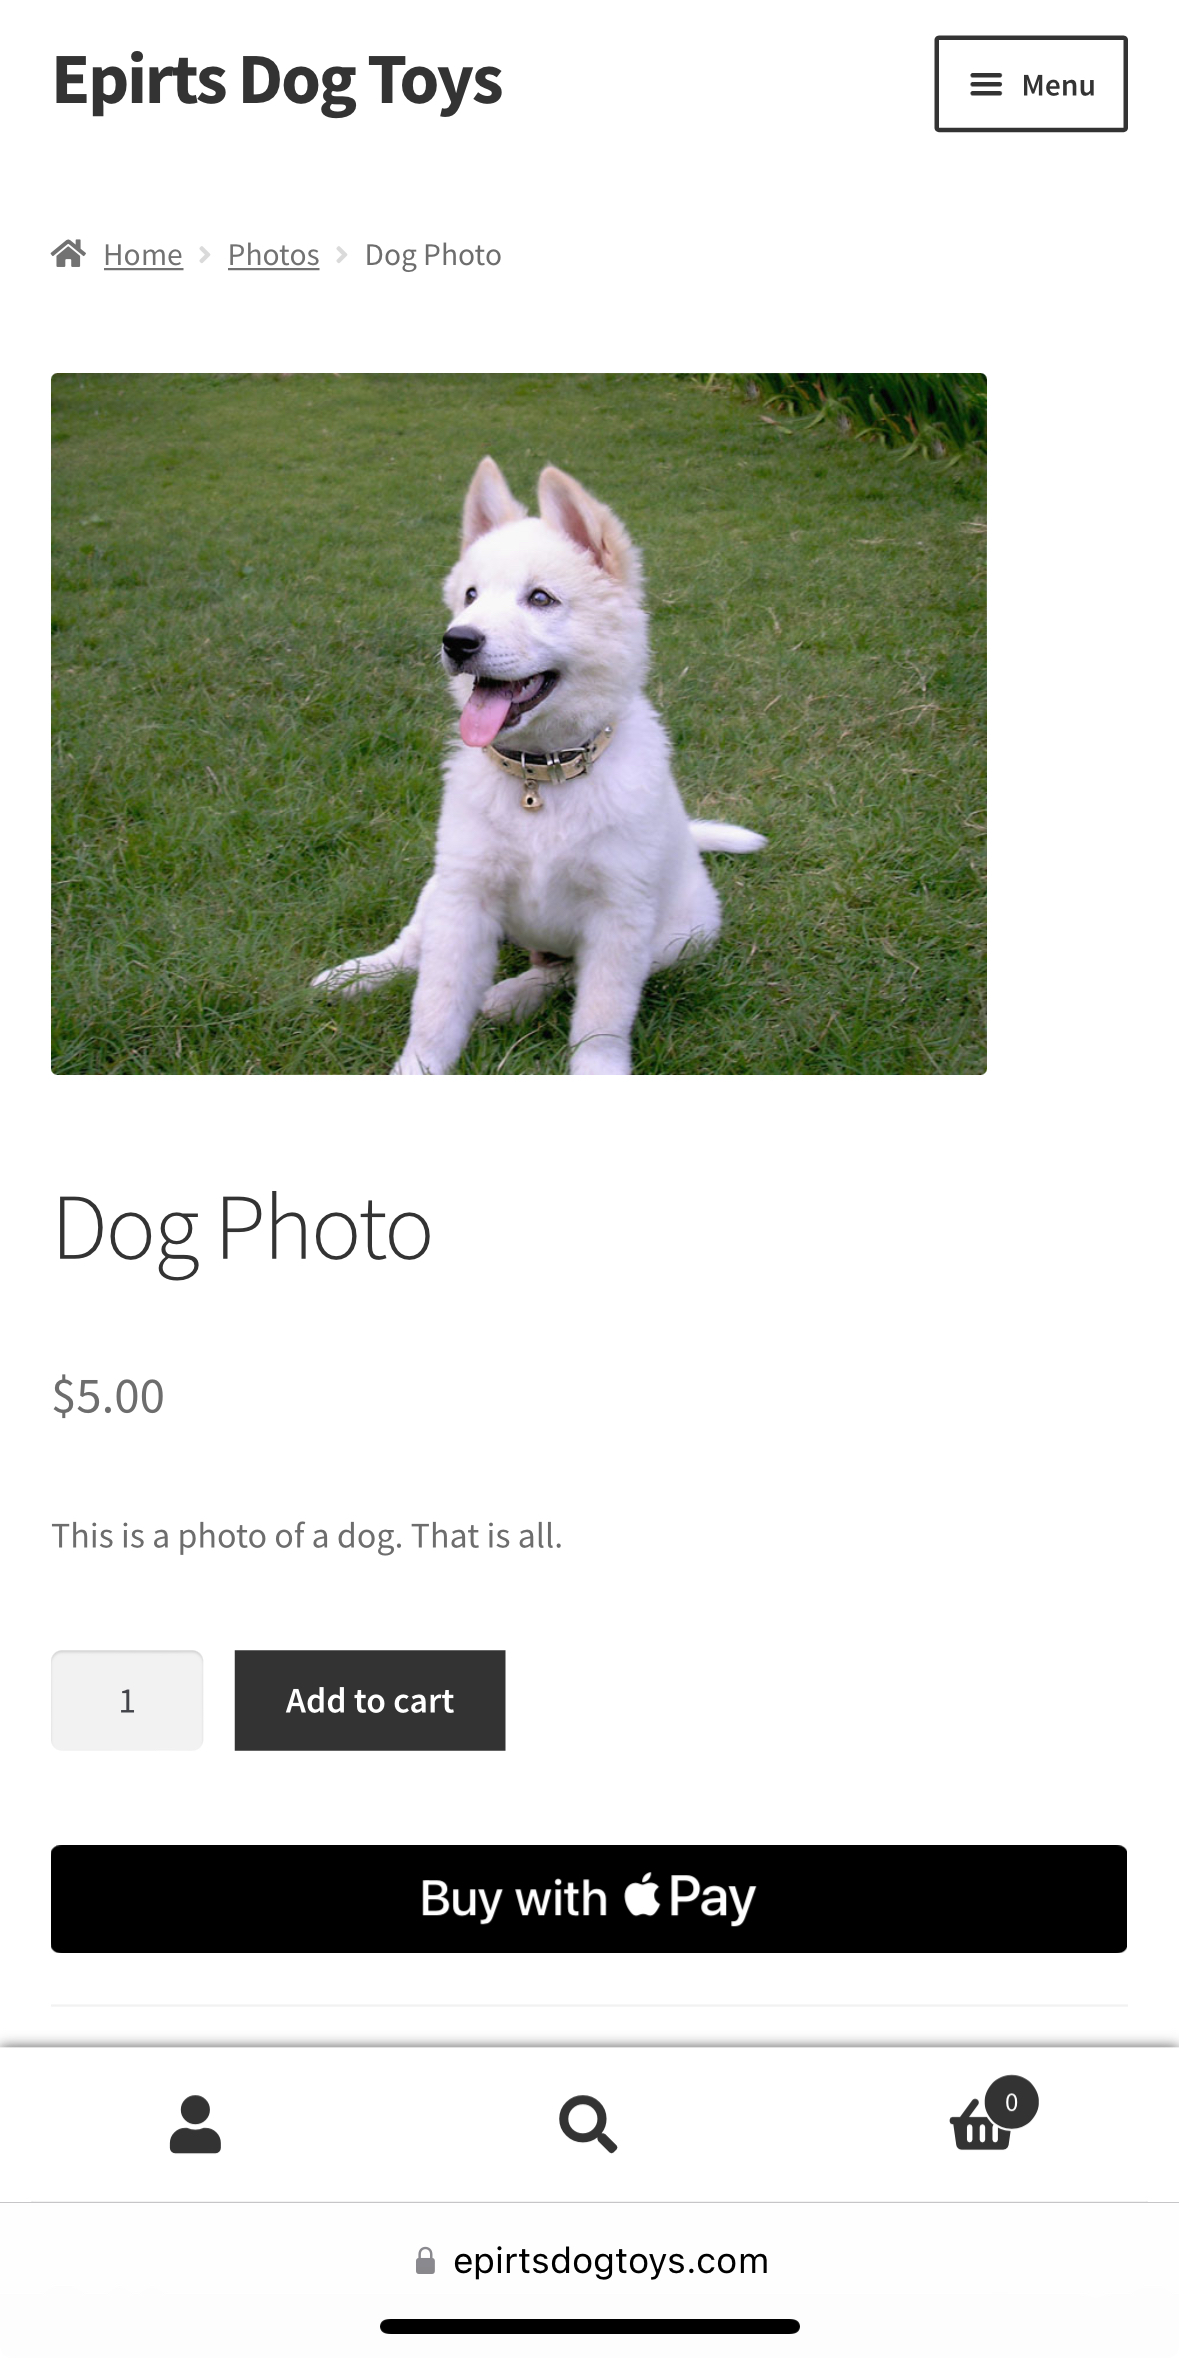 Epirts Dog Toys
Menu
Home Photos Dog Photo
Dog Photo
$5.00
This is a photo of a dog. That is all.
1 Add to cart
Buy with Pay
0
epirtsdogtoys.com